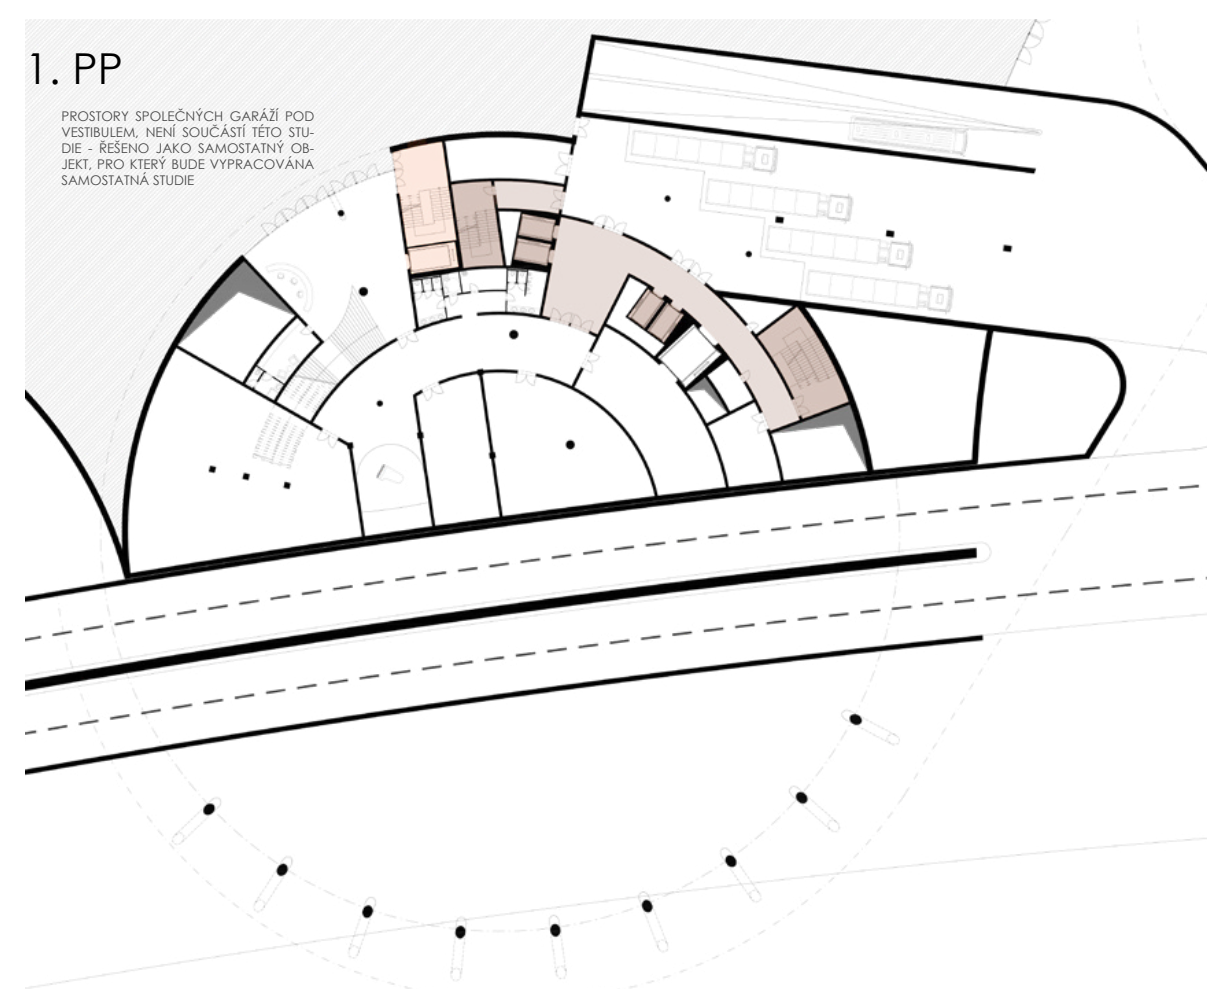 1. PP
PROSTORY SPOLEČNÝCH GARÁŽÍ POD
VESTIBULEM, NENÍ SOUČÁSTÍ TÉTO STU-
DIE - ŘEŠENO JAKO SAMOSTATNÝ OB-
JEKT, PRO KTERÝ BUDE VYPRACOVÁNA
SAMOSTATNÁ STUDIE